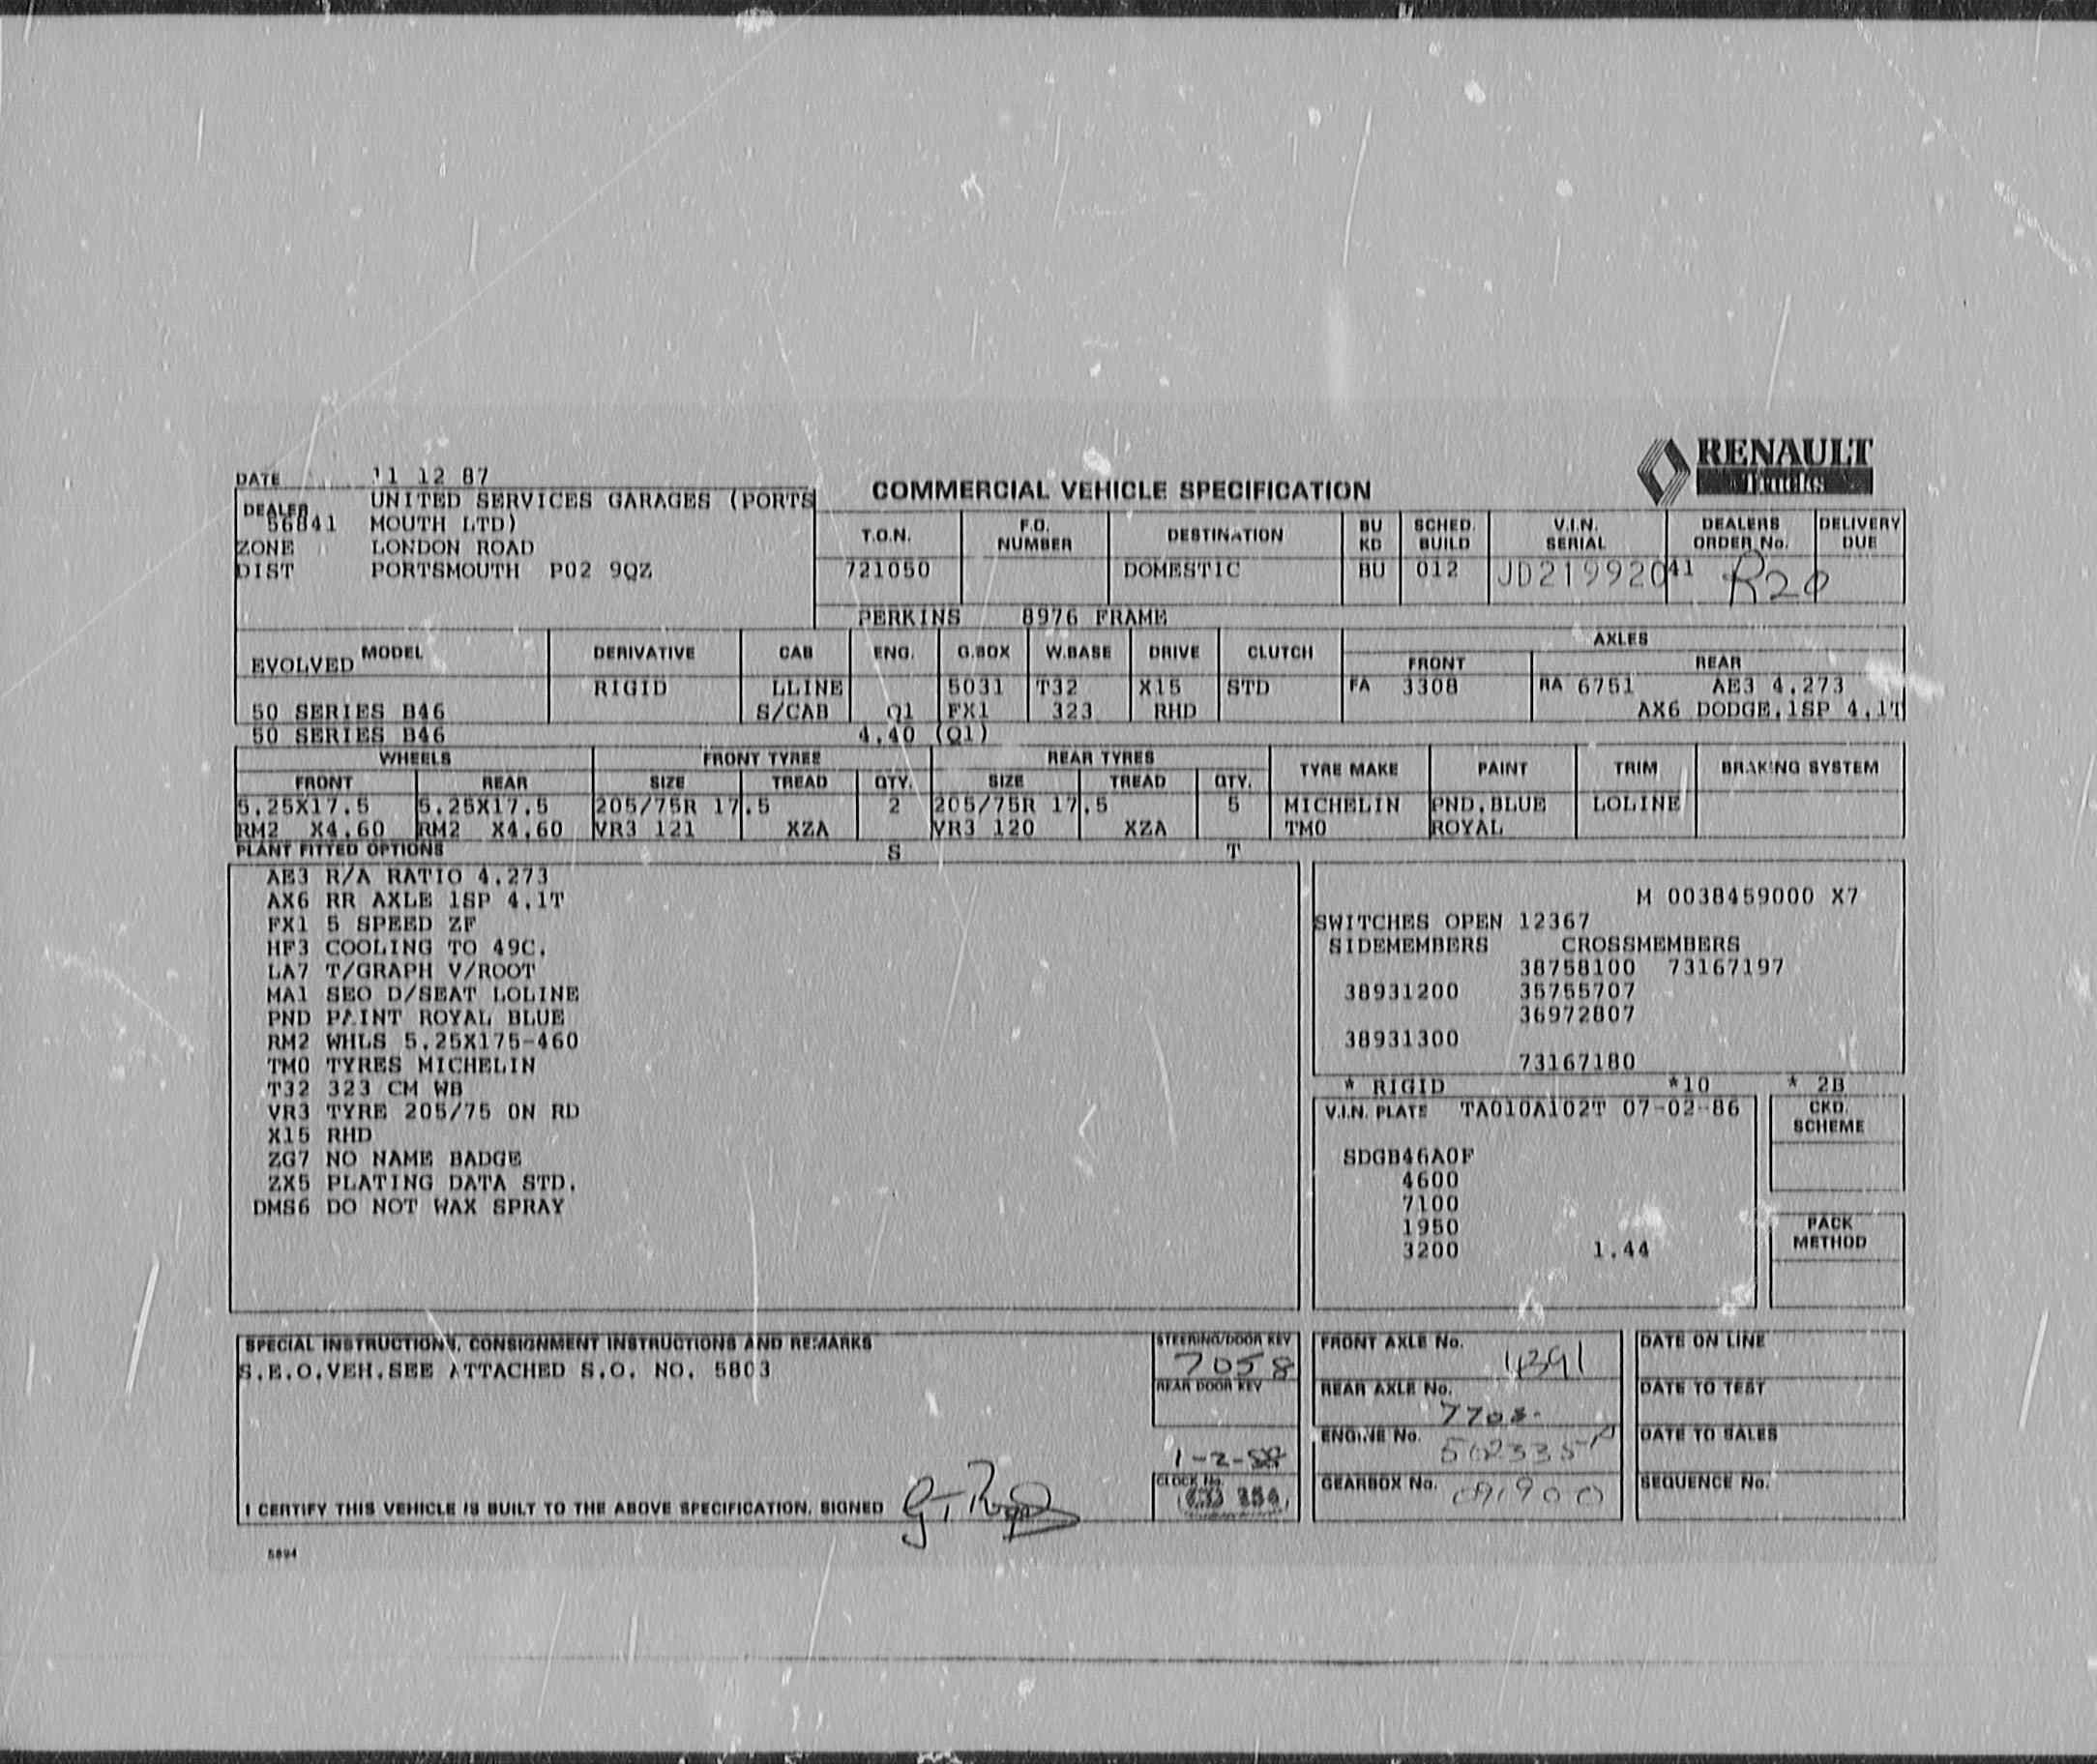 RENAULT
Trucks
DATE 11 12 87
COMMERCIAL VEHICLE SPECIFICATION
DEALER 56841 UNITED SERVICES GARAGES (PORTS
MOUTH LTD)
ZONE LONDON ROAD
DIST PORTSMOUTH P02 9QZ
T.O.N. F.O. NUMBER DESTINATION BU KD SCHED. BUILD V.I.N. SERIAL DEALERS ORDER No. DELIVERY DUE
721050 DOMESTIC BU 012 JD219920 41 R20
PERKINS 8976 FRAME
MODEL DERIVATIVE CAB ENG. G.BOX W.BASE DRIVE CLUTCH AXLES
FRONT REAR
EVOLVED
RIGID LLINE 5031 T32 X15 STD FA 3308 RA 6751 AE3 4.273
50 SERIES B46 S/CAB Q1 FX1 323 RHD AX6 DODGE.1SP 4.1T
50 SERIES B46 4.40 (Q1)
WHEELS FRONT TYRES REAR TYRES TYRE MAKE PAINT TRIM BRAKING SYSTEM
FRONT REAR SIZE TREAD QTY. SIZE TREAD QTY.
5.25X17.5 5.25X17.5 205/75R 17.5 2 205/75R 17.5 5 MICHELIN PND.BLUE LOLINE
RM2 X4.60 RM2 X4.60 VR3 121 XZA VR3 120 XZA TM0 ROYAL
PLANT FITTED OPTIONS S T
AE3 R/A RATIO 4.273
AX6 RR AXLE 1SP 4.1T
FX1 5 SPEED ZF
HF3 COOLING TO 49C.
LA7 T/GRAPH V/ROOT
MA1 SEO D/SEAT LOLINE
PND PAINT ROYAL BLUE
RM2 WHLS 5.25X175-460
TM0 TYRES MICHELIN
T32 323 CM WB
VR3 TYRE 205/75 ON RD
X15 RHD
ZG7 NO NAME BADGE
ZX5 PLATING DATA STD.
DMS6 DO NOT WAX SPRAY
M 0038459000 X7
SWITCHES OPEN 12367
SIDEMEMBERS CROSSMEMBERS
38758100 73167197
38931200 35755707
36972807
38931300
73167180
* RIGID *10 * 2B
V.I.N. PLATE TA010A102T 07-02-86
CKD. SCHEME
SDGB46A0F
4600
7100
1950
3200 1.44
PACK METHOD
SPECIAL INSTRUCTIONS, CONSIGNMENT INSTRUCTIONS AND REMARKS
S.E.O.VEH.SEE ATTACHED S.O. NO. 5803
STEERING/DOOR KEY
7058
REAR DOOR KEY
1-2-88
CLOCK No.
I CERTIFY THIS VEHICLE IS BUILT TO THE ABOVE SPECIFICATION. SIGNED
FRONT AXLE No.
REAR AXLE No.
7708
ENGINE No.
GEARBOX No. 091900
DATE ON LINE
DATE TO TEST
DATE TO SALES
SEQUENCE No.
5894